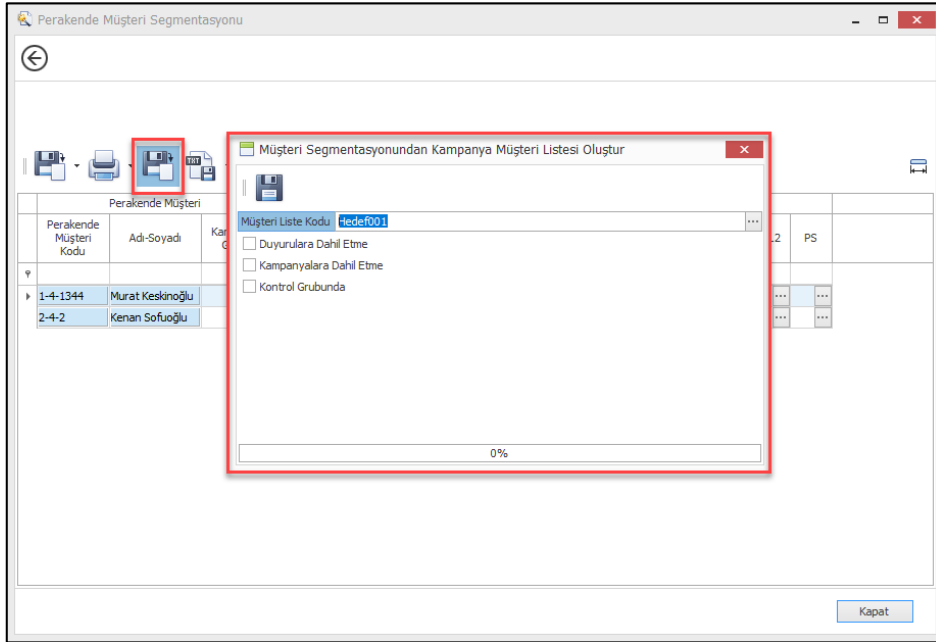 Perakende Müşteri Segmentasyonu
TXT
Müşteri Segmentasyonundan Kampanya Müşteri Listesi Oluştur
Müşteri Liste Kodu Hedef001
Duyurulara Dahil Etme
Kampanyalara Dahil Etme
Kontrol Grubunda
0%
Perakende Müşteri
Perakende Müşteri Kodu
Adı-Soyadı
PS
1-4-1344 Murat Keskinoğlu
2-4-2 Kenan Sofuoğlu
Kapat